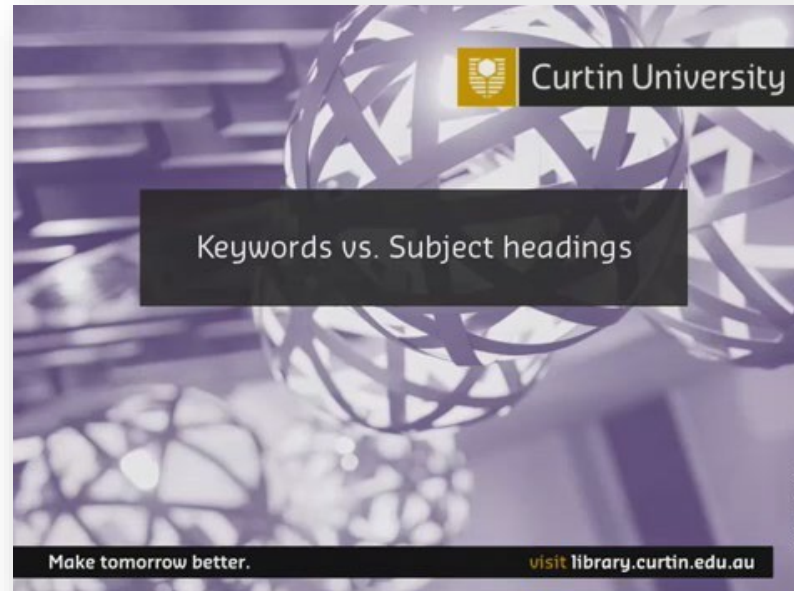 Curtin University
Keywords vs. Subject headings
Make tomorrow better.
visit library.curtin.edu.au